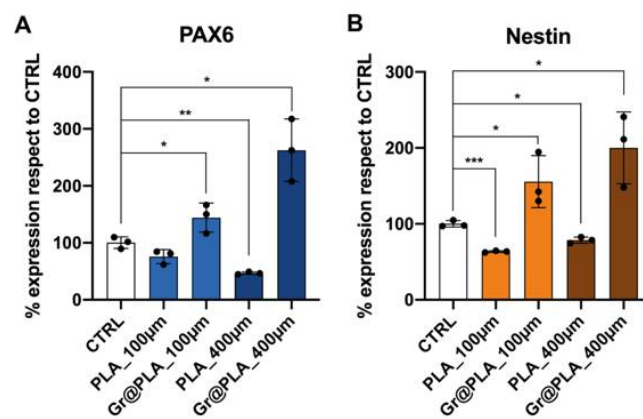 A
PAX6
% expression respect to CTRL
400
300
200
100
0
*
**
*
CTRL
PLA_100μm
Gr@PLA_100μm
PLA_400μm
Gr@PLA_400μm
B
Nestin
% expression respect to CTRL
300
200
100
0
*
*
*
***
CTRL
PLA_100μm
Gr@PLA_100μm
PLA_400μm
Gr@PLA_400μm